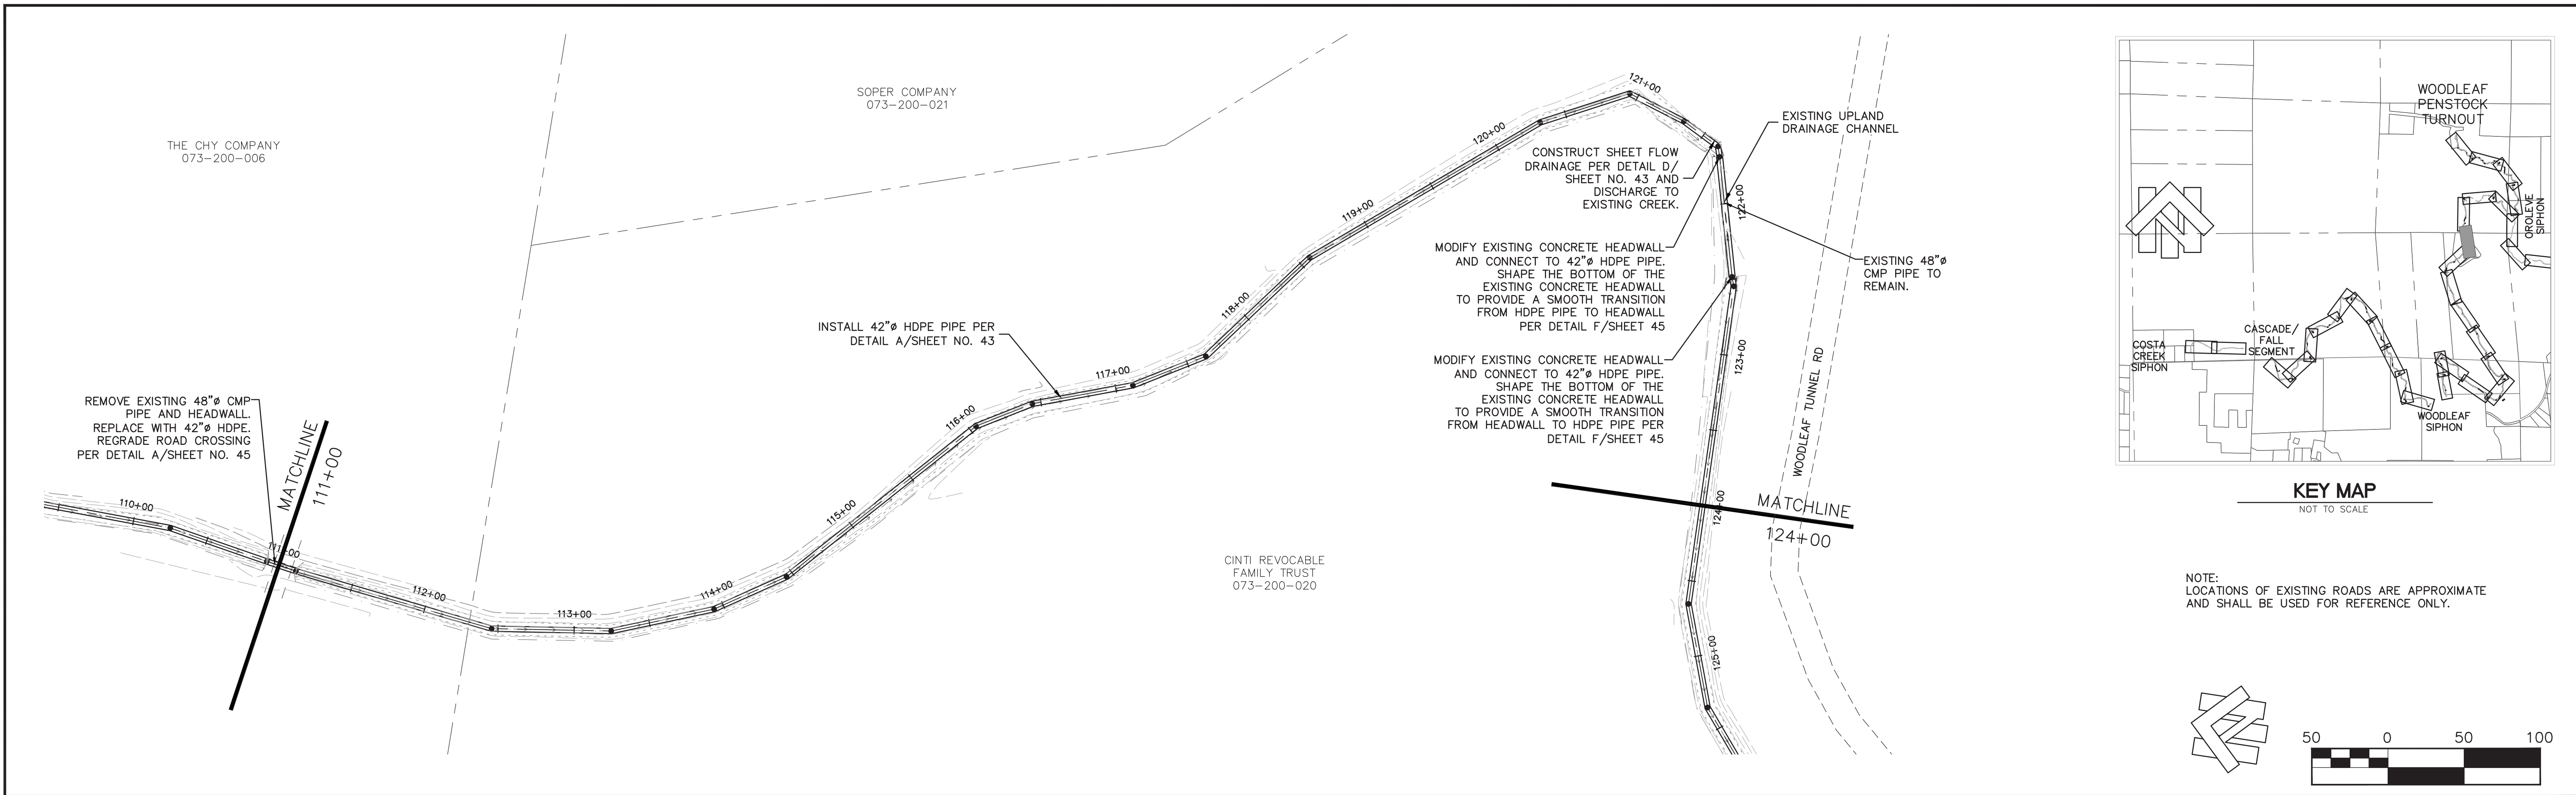 THE CHY COMPANY
073-200-006
SOPER COMPANY
073-200-021
REMOVE EXISTING 48"ø CMP
PIPE AND HEADWALL.
REPLACE WITH 42"ø HDPE.
REGRADE ROAD CROSSING
PER DETAIL A/SHEET NO. 45
MATCHLINE
111+00
110+00
111+00
112+00
113+00
114+00
115+00
116+00
117+00
118+00
119+00
120+00
121+00
122+00
123+00
124+00
125+00
INSTALL 42"ø HDPE PIPE PER
DETAIL A/SHEET NO. 43
CINTI REVOCABLE
FAMILY TRUST
073-200-020
CONSTRUCT SHEET FLOW
DRAINAGE PER DETAIL D/
SHEET NO. 43 AND
DISCHARGE TO
EXISTING CREEK.
MODIFY EXISTING CONCRETE HEADWALL
AND CONNECT TO 42"ø HDPE PIPE.
SHAPE THE BOTTOM OF THE
EXISTING CONCRETE HEADWALL
TO PROVIDE A SMOOTH TRANSITION
FROM HDPE PIPE TO HEADWALL
PER DETAIL F/SHEET 45
MODIFY EXISTING CONCRETE HEADWALL
AND CONNECT TO 42"ø HDPE PIPE.
SHAPE THE BOTTOM OF THE
EXISTING CONCRETE HEADWALL
TO PROVIDE A SMOOTH TRANSITION
FROM HEADWALL TO HDPE PIPE PER
DETAIL F/SHEET 45
EXISTING UPLAND
DRAINAGE CHANNEL
EXISTING 48"ø
CMP PIPE TO
REMAIN.
WOODLEAF TUNNEL RD
MATCHLINE
124+00
WOODLEAF
PENSTOCK
TURNOUT
OROLEVE
SIPHON
CASCADE/
FALL
SEGMENT
COSTA
CREEK
SIPHON
WOODLEAF
SIPHON
KEY MAP
NOT TO SCALE
NOTE:
LOCATIONS OF EXISTING ROADS ARE APPROXIMATE
AND SHALL BE USED FOR REFERENCE ONLY.
50 0 50 100